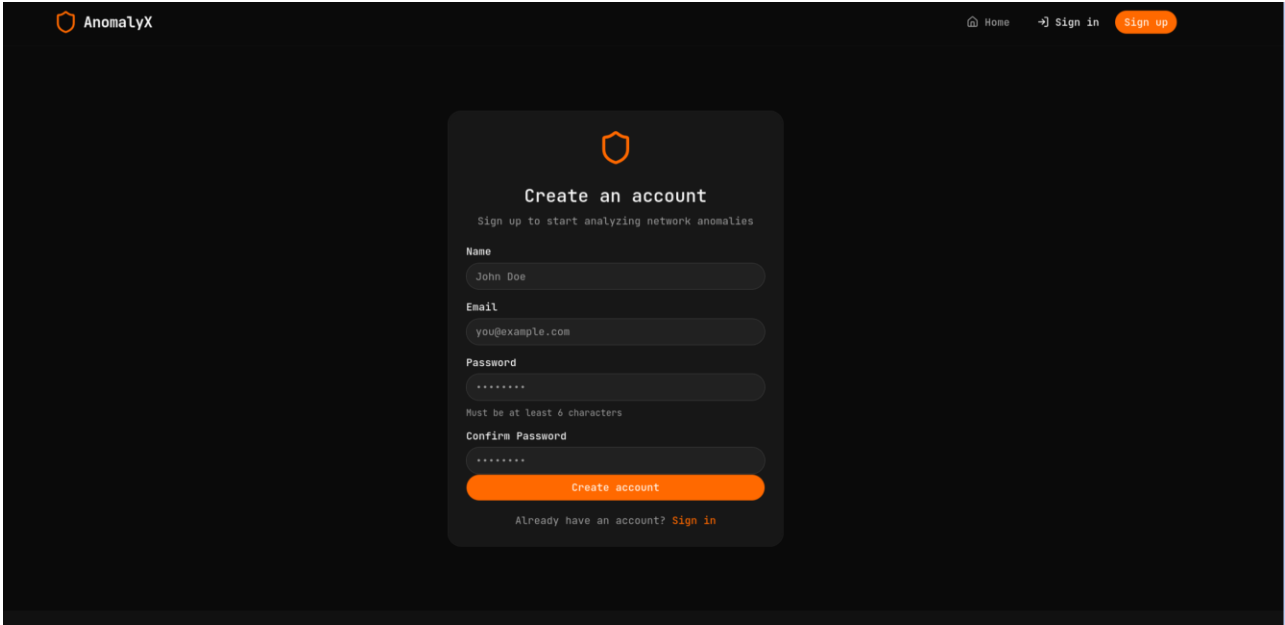 AnomalyX
Home
Sign in
Sign up
Create an account
Sign up to start analyzing network anomalies
Name
John Doe
Email
you@example.com
Password
••••••••
Must be at least 6 characters
Confirm Password
••••••••
Create account
Already have an account? Sign in